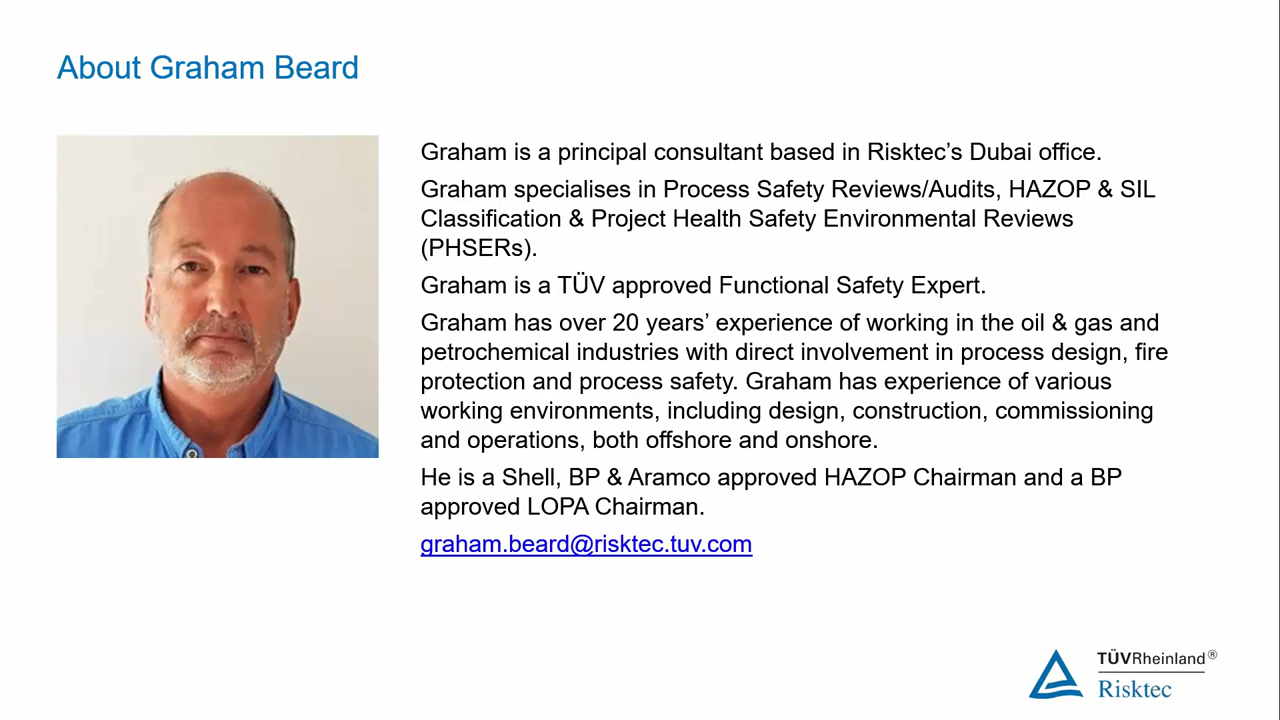 About Graham Beard
Graham is a principal consultant based in Risktec’s Dubai office.
Graham specialises in Process Safety Reviews/Audits, HAZOP & SIL
Classification & Project Health Safety Environmental Reviews
(PHSERs).
Graham is a TÜV approved Functional Safety Expert.
Graham has over 20 years’ experience of working in the oil & gas and
petrochemical industries with direct involvement in process design, fire
protection and process safety. Graham has experience of various
working environments, including design, construction, commissioning
and operations, both offshore and onshore.
He is a Shell, BP & Aramco approved HAZOP Chairman and a BP
approved LOPA Chairman.
graham.beard@risktec.tuv.com
TÜVRheinland®
Risktec